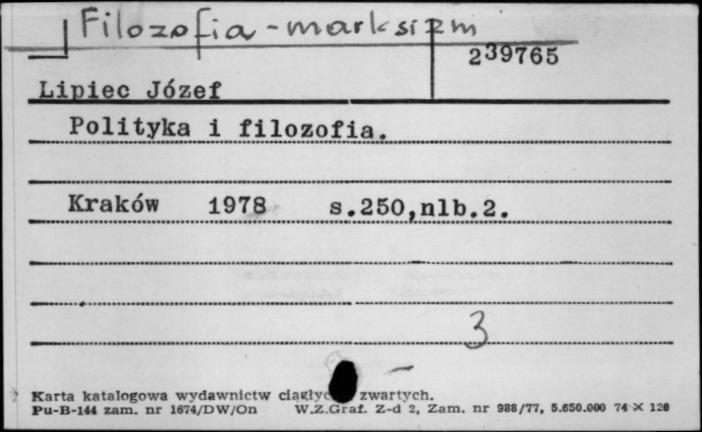 Filozofia - marksizm
239765
Lipiec Józef
Polityka i filozofia.
Kraków 1978 s.250,nlb.2.
3
Karta katalogowa wydawnictw zwartych.
Pu-B-144 zam. nr 1674/DW/On W.Z.Graf. Z-d 2, Zam. nr 988/77, 5.650.000 74 X 120